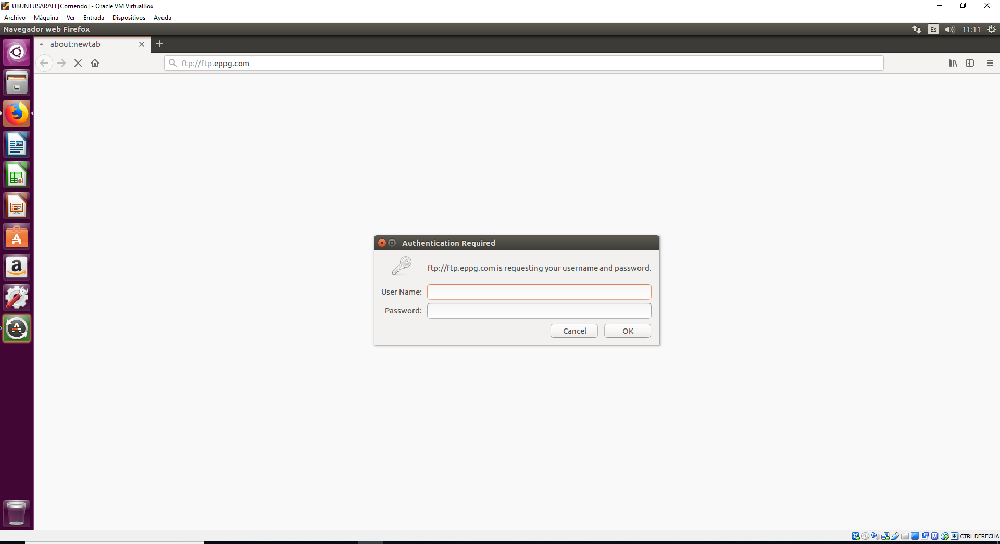 UBUNTUSARAH [Corriendo] - Oracle VM VirtualBox
Archivo Máquina Ver Entrada Dispositivos Ayuda
Navegador web Firefox
Es
11:11
about:newtab
ftp://ftp.eppg.com
Authentication Required
ftp://ftp.eppg.com is requesting your username and password.
User Name:
Password:
Cancel OK
CTRL DERECHA